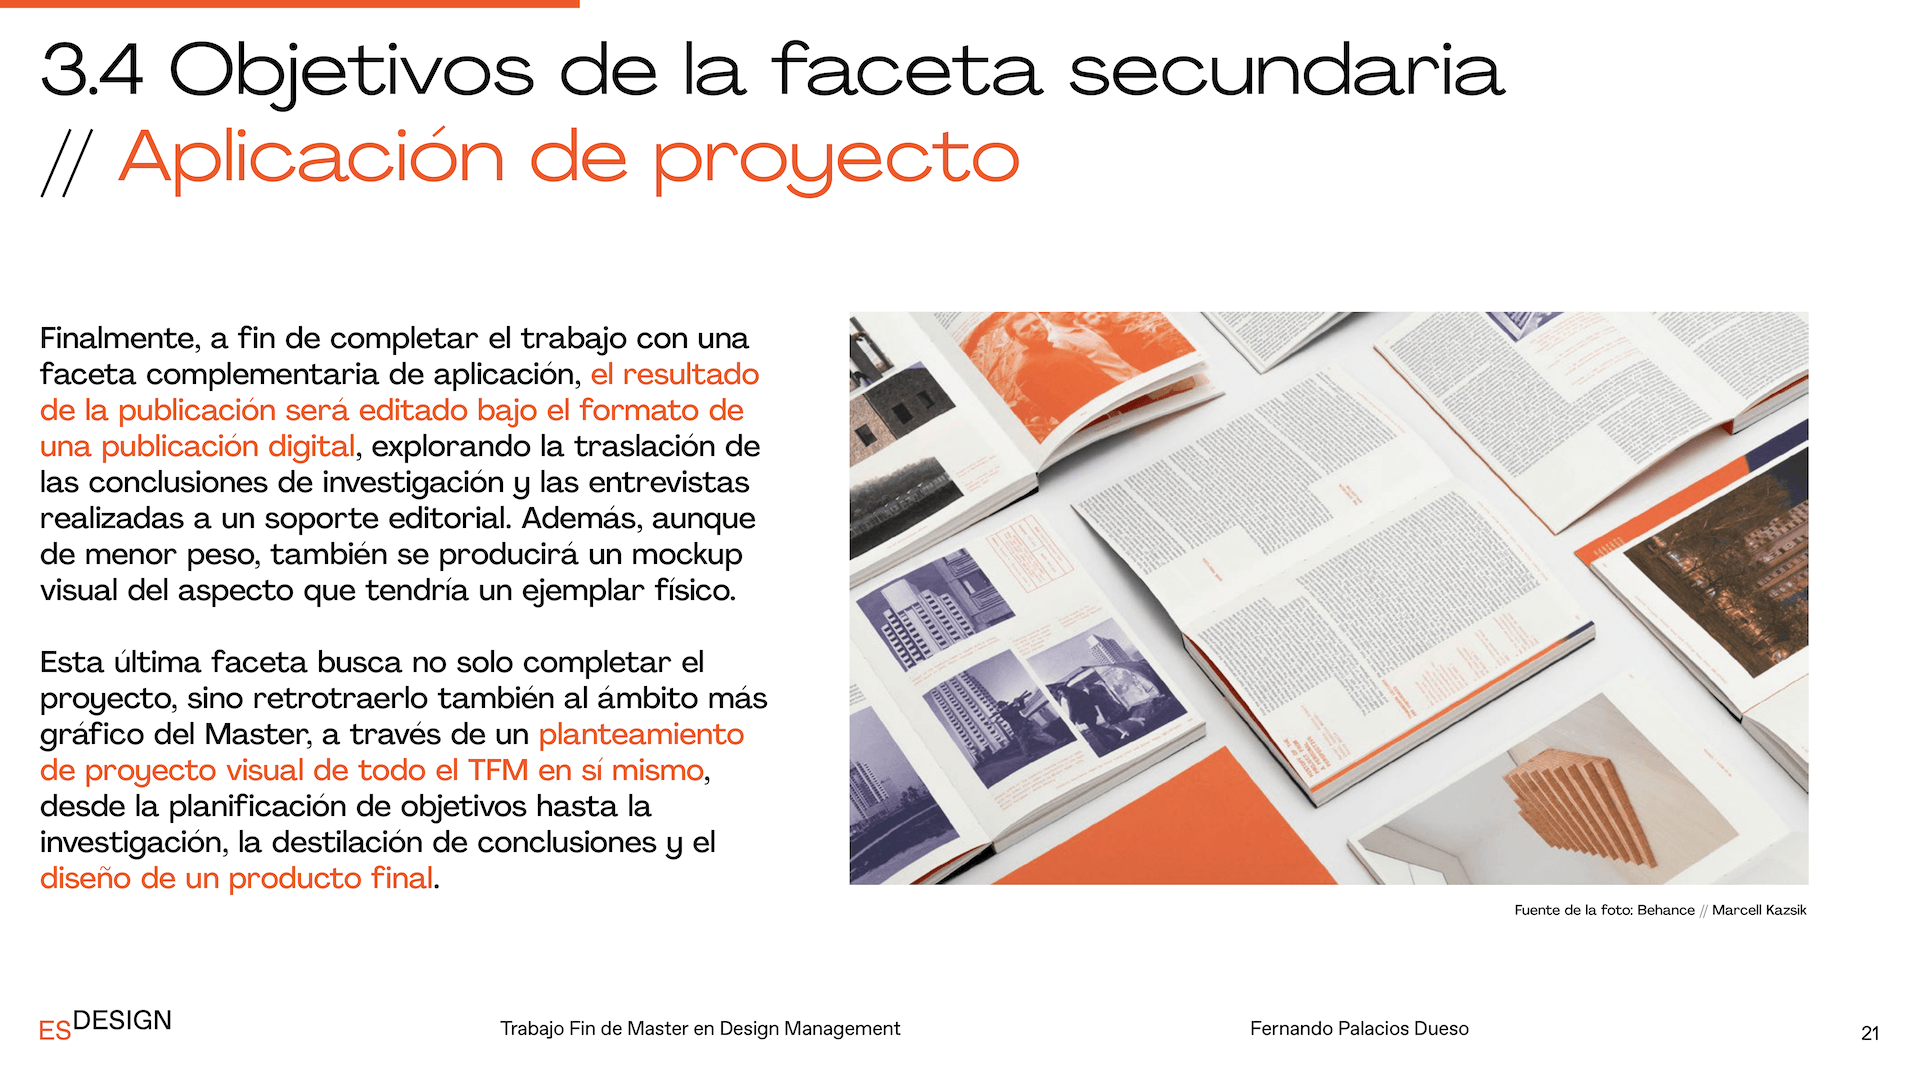 3.4 Objetivos de la faceta secundaria
// Aplicación de proyecto
Finalmente, a fin de completar el trabajo con una
faceta complementaria de aplicación, el resultado
de la publicación será editado bajo el formato de
una publicación digital, explorando la traslación de
las conclusiones de investigación y las entrevistas
realizadas a un soporte editorial. Además, aunque
de menor peso, también se producirá un mockup
visual del aspecto que tendría un ejemplar físico.
Esta última faceta busca no solo completar el
proyecto, sino retrotraerlo también al ámbito más
gráfico del Master, a través de un planteamiento
de proyecto visual de todo el TFM en sí mismo,
desde la planificación de objetivos hasta la
investigación, la destilación de conclusiones y el
diseño de un producto final.
Fuente de la foto: Behance // Marcell Kazsik
ESDESIGN
Trabajo Fin de Master en Design Management
Fernando Palacios Dueso
21